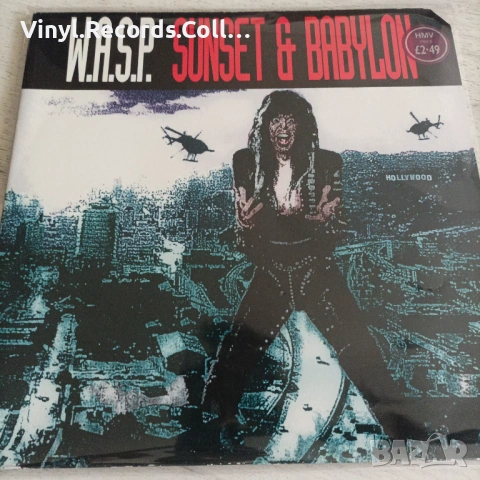 Vinyl.Records.Coll...
W.A.S.P. SUNSET & BABYLON
HMV
£2·49
HOLLYWOOD
BAZAR